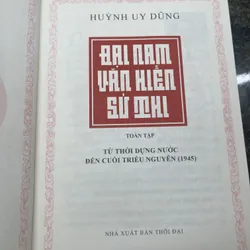 HUỲNH UY DŨNG
ĐẠI NAM
VĂN HIẾN
SỬ THI
TOÀN TẬP
TỪ THỜI DỰNG NƯỚC
ĐẾN CUỐI TRIỀU NGUYỄN (1945)
NHÀ XUẤT BẢN THỜI ĐẠI